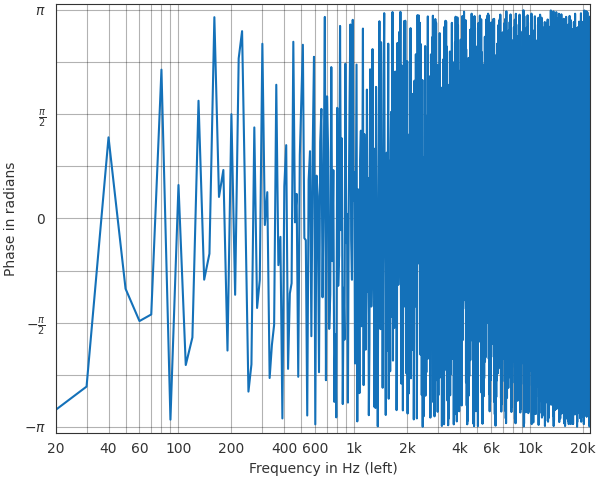 π
π/2
0
−π/2
−π
Phase in radians
20 40 60 100 200 400 600 1k 2k 4k 6k 10k 20k
Frequency in Hz (left)